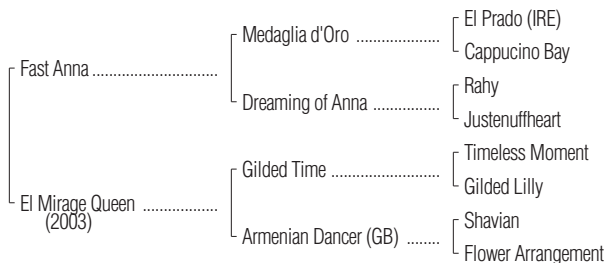 El Prado (IRE)
Medaglia d'Oro ....................
Cappucino Bay
Fast Anna ..............................
Rahy
Dreaming of Anna ................
Justenuffheart
Timeless Moment
Gilded Time ..........................
Gilded Lilly
El Mirage Queen ..................
(2003)
Shavian
Armenian Dancer (GB) ........
Flower Arrangement